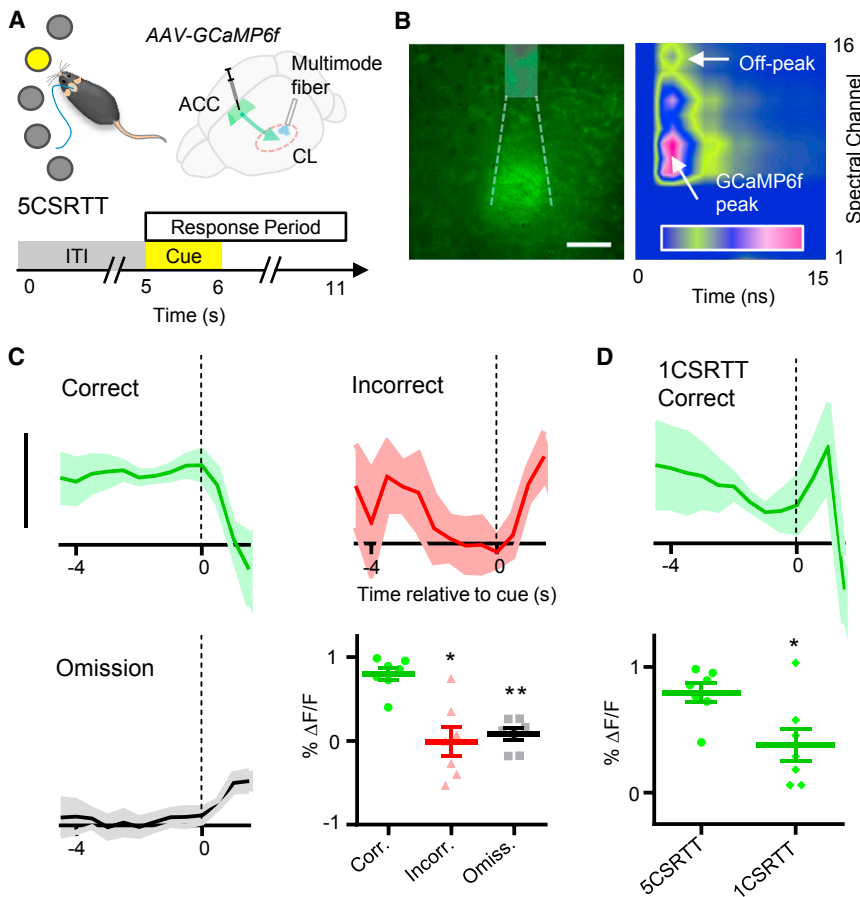 A
AAV-GCaMP6f
Multimode
fiber
ACC
CL
5CSRTT
Response Period
ITI
Cue
0
5
6
11
Time (s)
B
16
Off-peak
GCaMP6f
peak
Spectral Channel
1
0
15
Time (ns)
C
Correct
-4
0
Incorrect
-4
0
Time relative to cue (s)
Omission
-4
0
1
0
-1
% ΔF/F
*
**
Corr.
Incorr.
Omiss.
D
1CSRTT
Correct
-4
0
1
0
% ΔF/F
*
5CSRTT
1CSRTT